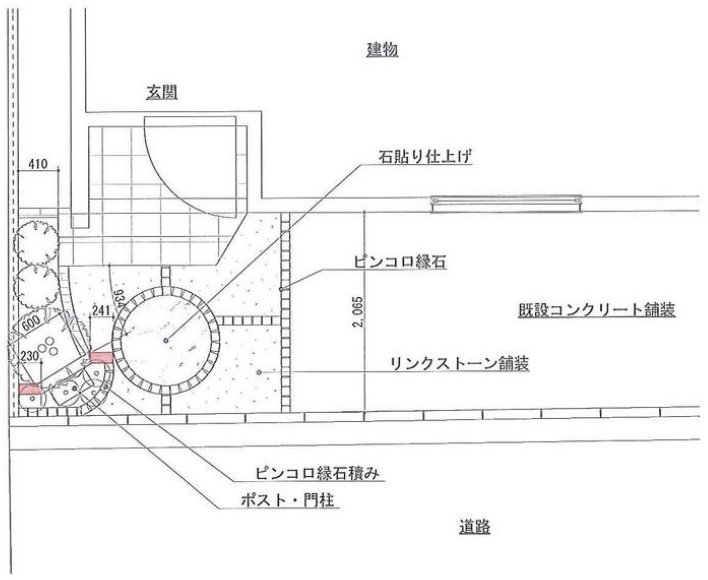 建物
玄関
石貼り仕上げ
410
ピンコロ縁石
934
241
2,065
600
既設コンクリート舗装
230
リンクストーン舗装
ピンコロ縁石積み
ポスト・門柱
道路